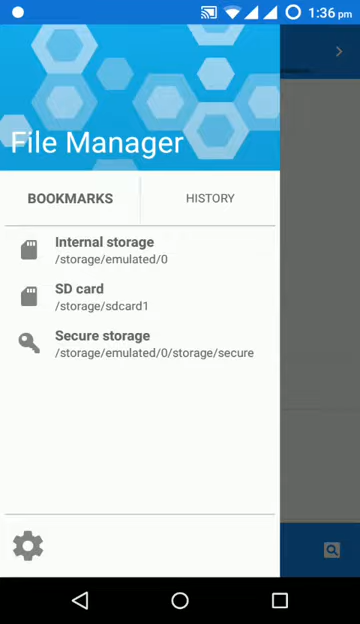 1:36 pm
File Manager
BOOKMARKS
HISTORY
Internal storage
/storage/emulated/0
SD card
/storage/sdcard1
Secure storage
/storage/emulated/0/storage/secure